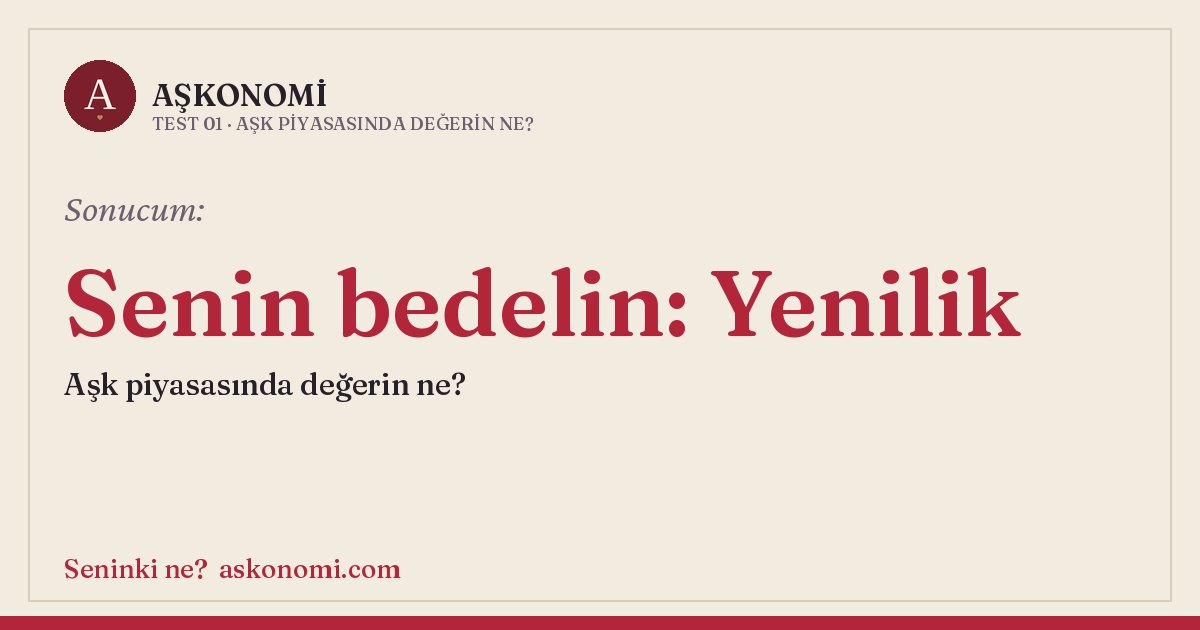 A
AŞKONOMİ
TEST 01 · AŞK PİYASASINDA DEĞERİN NE?
Sonucum:
Senin bedelin: Yenilik
Aşk piyasasında değerin ne?
Seninki ne? askonomi.com